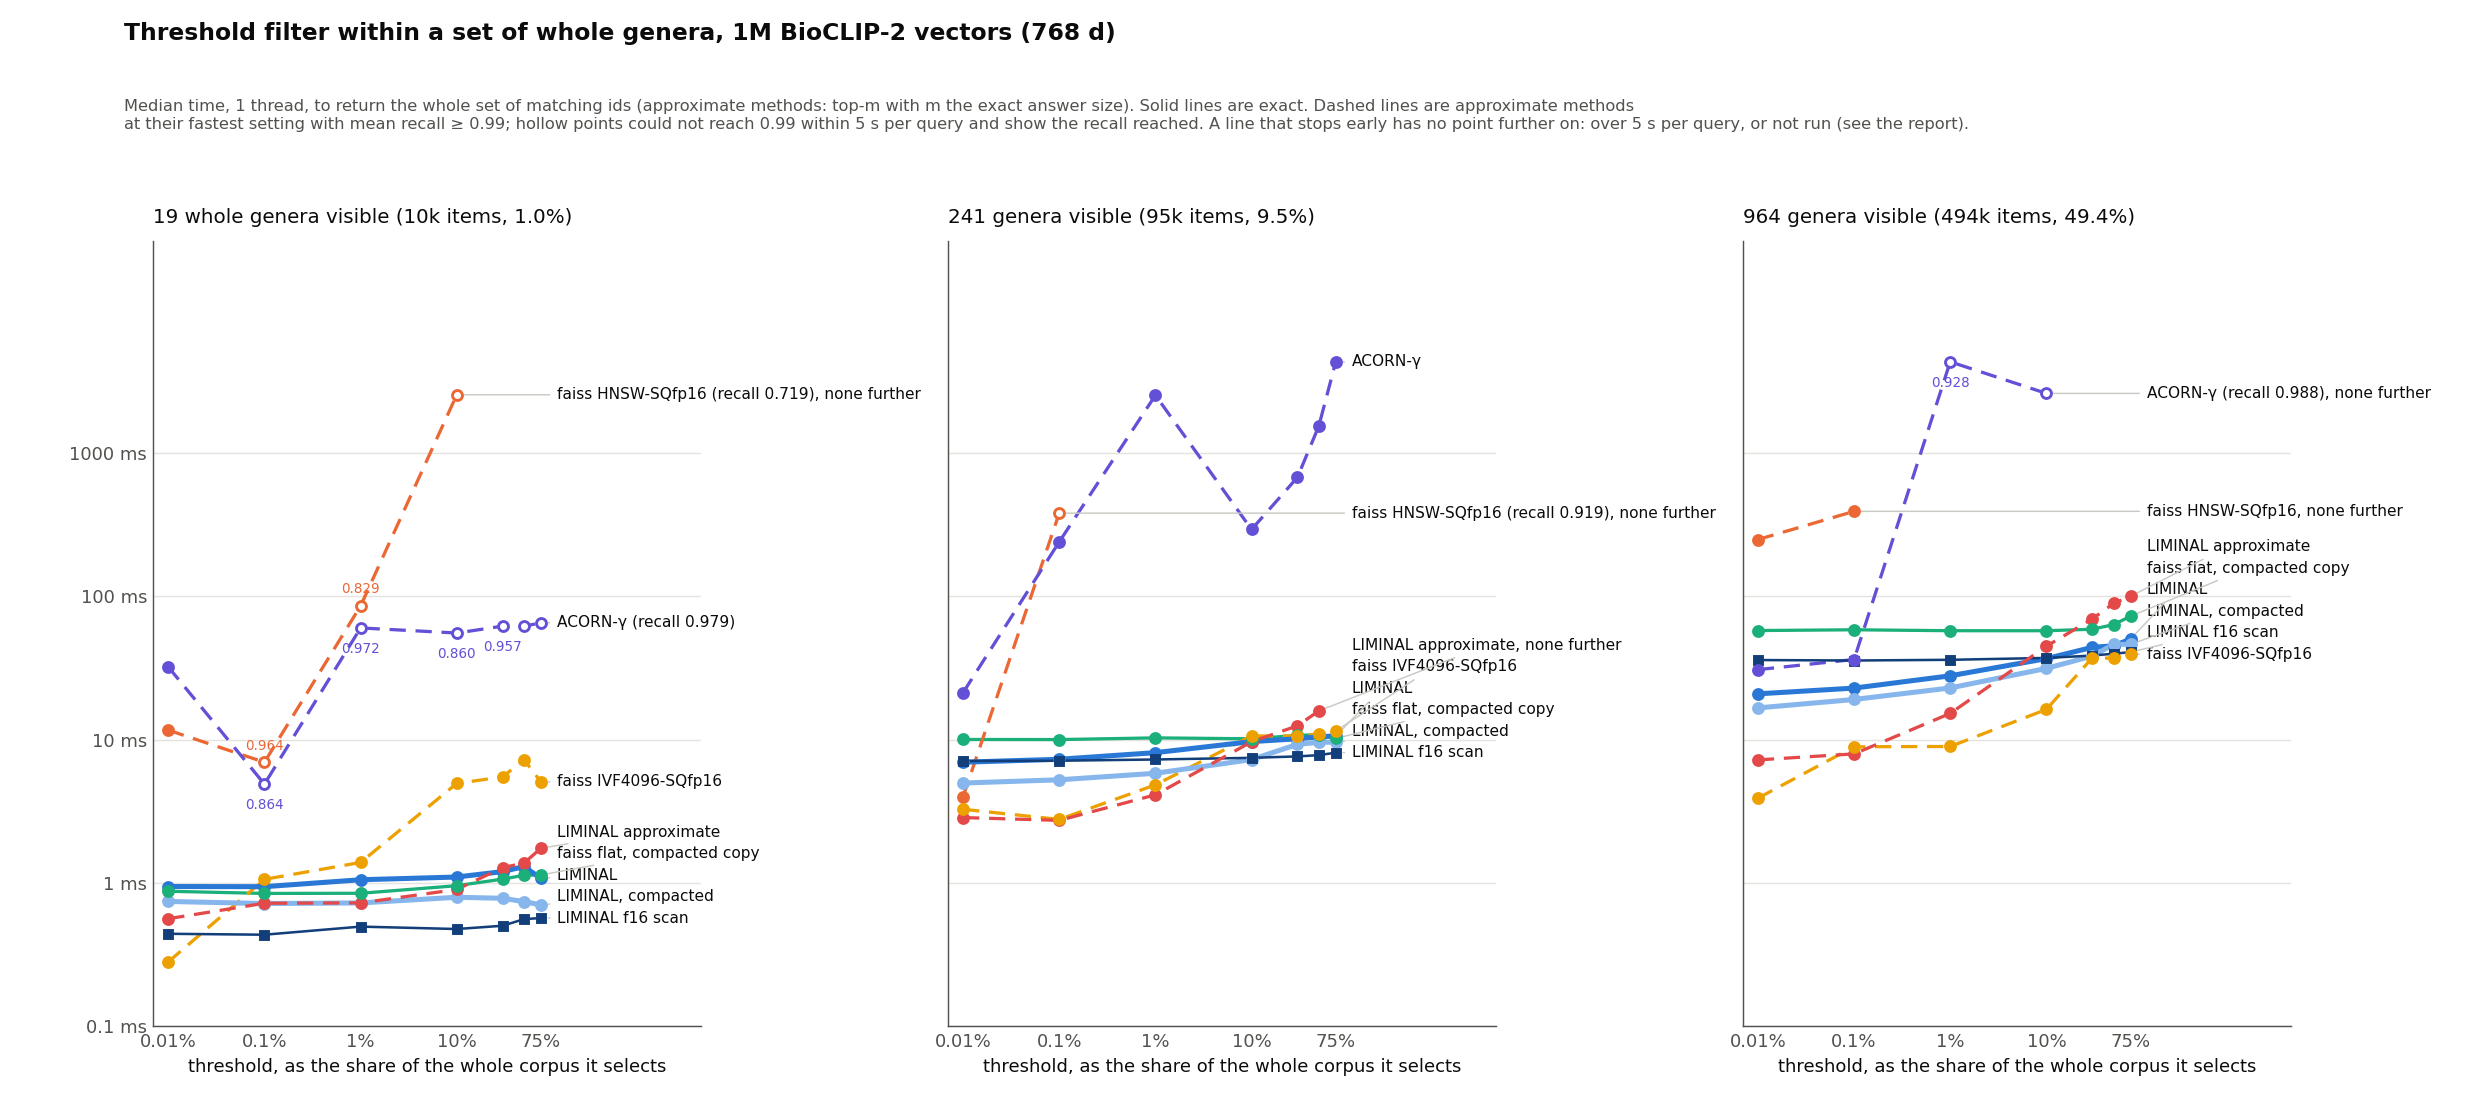 Threshold filter within a set of whole genera, 1M BioCLIP-2 vectors (768 d)
Median time, 1 thread, to return the whole set of matching ids (approximate methods: top-m with m the exact answer size). Solid lines are exact. Dashed lines are approximate methods
at their fastest setting with mean recall ≥ 0.99; hollow points could not reach 0.99 within 5 s per query and show the recall reached. A line that stops early has no point further on: over 5 s per query, or not run (see the report).
19 whole genera visible (10k items, 1.0%)
1000 ms
100 ms
10 ms
1 ms
0.1 ms
faiss HNSW-SQfp16 (recall 0.719), none further
0.829
ACORN-γ (recall 0.979)
0.972
0.860
0.957
0.964
0.864
faiss IVF4096-SQfp16
LIMINAL approximate
faiss flat, compacted copy
LIMINAL
LIMINAL, compacted
LIMINAL f16 scan
0.01%
0.1%
1%
10%
75%
threshold, as the share of the whole corpus it selects
241 genera visible (95k items, 9.5%)
ACORN-γ
faiss HNSW-SQfp16 (recall 0.919), none further
LIMINAL approximate, none further
faiss IVF4096-SQfp16
LIMINAL
faiss flat, compacted copy
LIMINAL, compacted
LIMINAL f16 scan
0.01%
0.1%
1%
10%
75%
threshold, as the share of the whole corpus it selects
964 genera visible (494k items, 49.4%)
0.928
ACORN-γ (recall 0.988), none further
faiss HNSW-SQfp16, none further
LIMINAL approximate
faiss flat, compacted copy
LIMINAL
LIMINAL, compacted
LIMINAL f16 scan
faiss IVF4096-SQfp16
0.01%
0.1%
1%
10%
75%
threshold, as the share of the whole corpus it selects